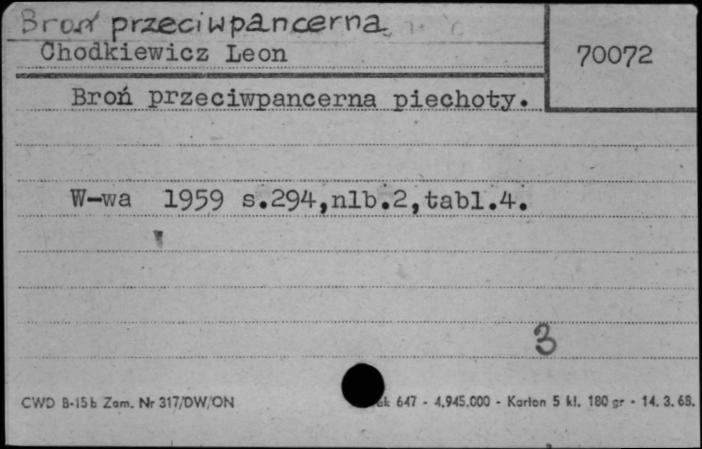 Broń przeciwpancerna
Chodkiewicz Leon
70072
Broń przeciwpancerna piechoty.
W-wa 1959 s.294,nlb.2,tabl.4.
3
CWD B-15b Zam. Nr 317/DW/ON
647 - 4.945.000 - Karton 5 kl. 180 gr - 14. 3. 68.